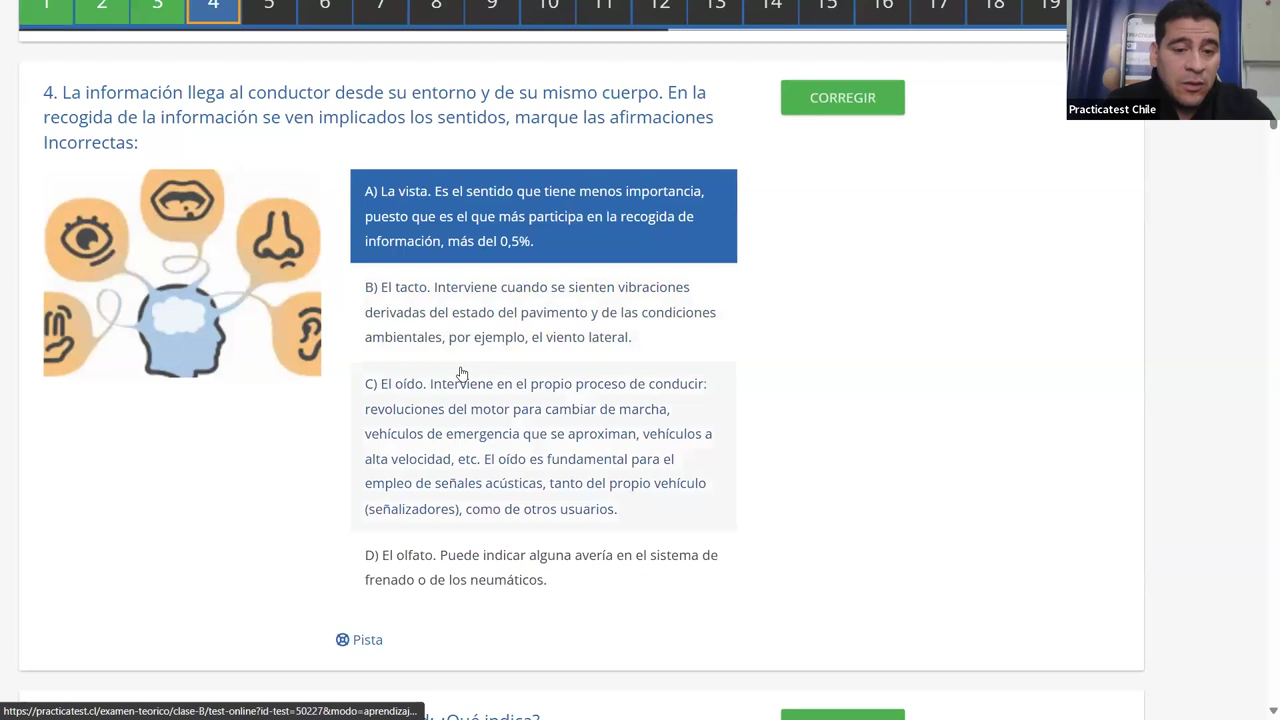 1 2 3 4 5 6 7 8 9 10 11 12 13 14 15 16 17 18 19
4. La información llega al conductor desde su entorno y de su mismo cuerpo. En la
recogida de la información se ven implicados los sentidos, marque las afirmaciones
Incorrectas:
CORREGIR
Practicatest Chile
A) La vista. Es el sentido que tiene menos importancia,
puesto que es el que más participa en la recogida de
información, más del 0,5%.
B) El tacto. Interviene cuando se sienten vibraciones
derivadas del estado del pavimento y de las condiciones
ambientales, por ejemplo, el viento lateral.
C) El oído. Interviene en el propio proceso de conducir:
revoluciones del motor para cambiar de marcha,
vehículos de emergencia que se aproximan, vehículos a
alta velocidad, etc. El oído es fundamental para el
empleo de señales acústicas, tanto del propio vehículo
(señalizadores), como de otros usuarios.
D) El olfato. Puede indicar alguna avería en el sistema de
frenado o de los neumáticos.
Pista
https://practicatest.cl/examen-teorico/clase-B/test-online?id-test=50227&modo=aprendizaj...
¿Qué indica?